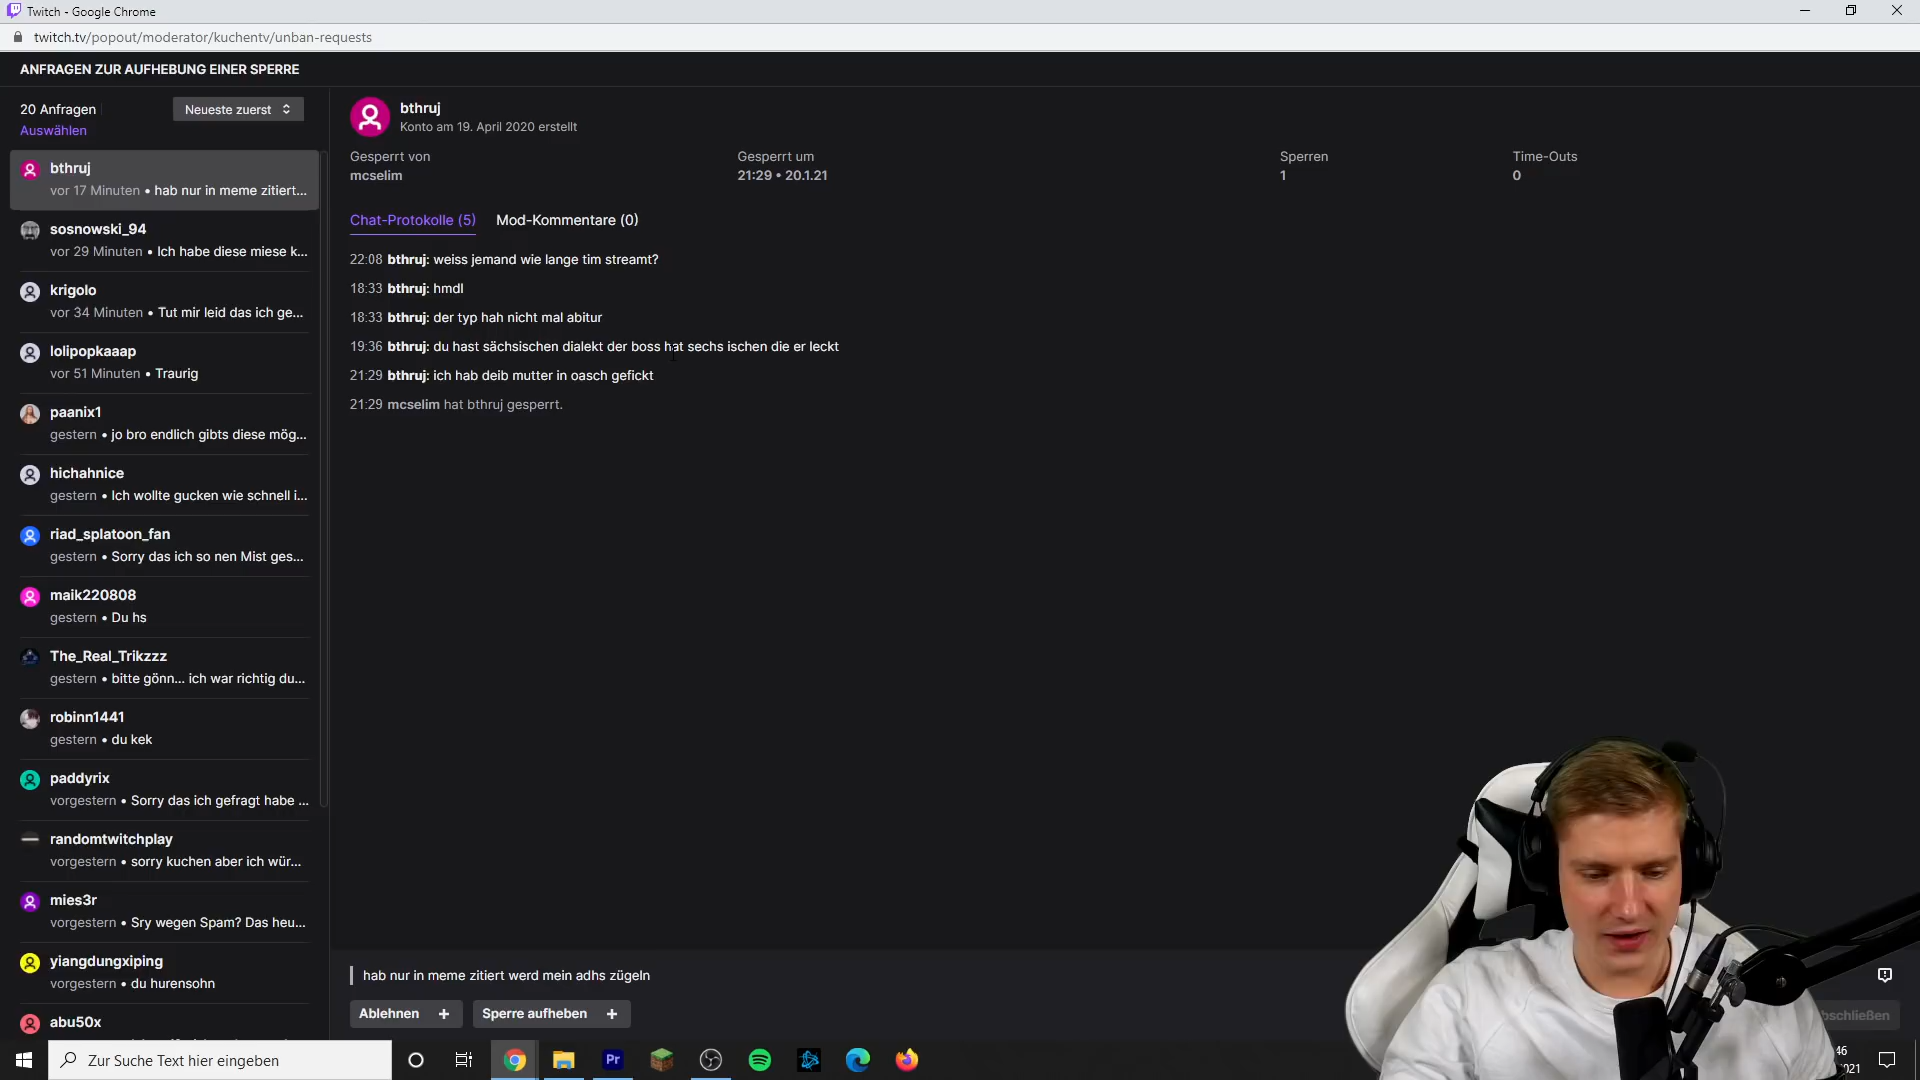 Twitch - Google Chrome
twitch.tv/popout/moderator/kuchentv/unban-requests
ANFRAGEN ZUR AUFHEBUNG EINER SPERRE
20 Anfragen
Neueste zuerst
Auswählen
bthruj
vor 17 Minuten • hab nur in meme zitiert...
sosnowski_94
vor 29 Minuten • Ich habe diese miese k...
krigolo
vor 34 Minuten • Tut mir leid das ich ge...
lolipopkaaap
vor 51 Minuten • Traurig
paanix1
gestern • jo bro endlich gibts diese mög...
hichahnice
gestern • Ich wollte gucken wie schnell i...
riad_splatoon_fan
gestern • Sorry das ich so nen Mist ges...
maik220808
gestern • Du hs
The_Real_Trikzzz
gestern • bitte gönn... ich war richtig du...
robinn1441
gestern • du kek
paddyrix
vorgestern • Sorry das ich gefragt habe ...
randomtwitchplay
vorgestern • sorry kuchen aber ich wür...
mies3r
vorgestern • Sry wegen Spam? Das heu...
yiangdungxiping
vorgestern • du hurensohn
abu50x
bthruj
Konto am 19. April 2020 erstellt
Gesperrt von
mcselim
Gesperrt um
21:29 • 20.1.21
Sperren
1
Time-Outs
0
Chat-Protokolle (5)
Mod-Kommentare (0)
22:08 bthruj: weiss jemand wie lange tim streamt?
18:33 bthruj: hmdl
18:33 bthruj: der typ hah nicht mal abitur
19:36 bthruj: du hast sächsischen dialekt der boss hat sechs ischen die er leckt
21:29 bthruj: ich hab deib mutter in oasch gefickt
21:29 mcselim hat bthruj gesperrt.
hab nur in meme zitiert werd mein adhs zügeln
Ablehnen +
Sperre aufheben +
bschließen
Zur Suche Text hier eingeben
Pr
46
021